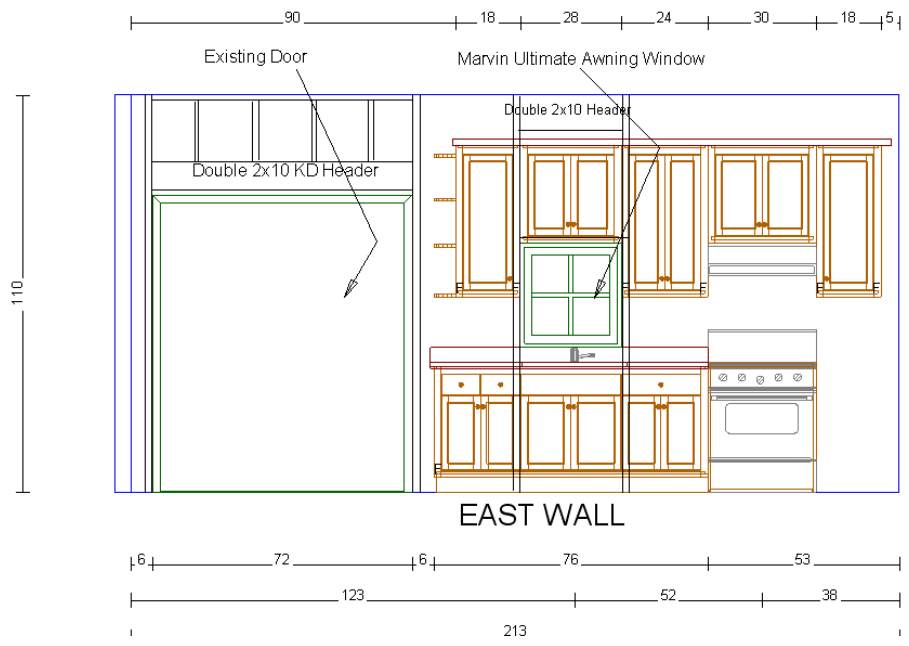 90 18 28 24 30 18 5
Existing Door
Marvin Ultimate Awning Window
Double 2x10 Header
Double 2x10 KD Header
110
EAST WALL
6 72 6 76 53
123 52 38
213